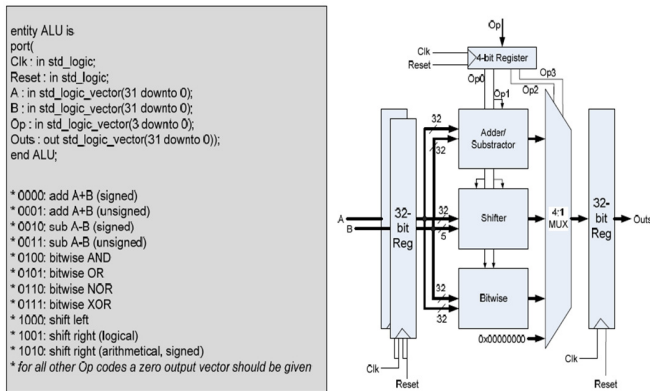 entity ALU is
port(
Clk : in std_logic;
Reset : in std_logic;
A : in std_logic_vector(31 downto 0);
B : in std_logic_vector(31 downto 0);
Op : in std_logic_vector(3 downto 0);
Outs : out std_logic_vector(31 downto 0));
end ALU;
* 0000: add A+B (signed)
* 0001: add A+B (unsigned)
* 0010: sub A-B (signed)
* 0011: sub A-B (unsigned)
* 0100: bitwise AND
* 0101: bitwise OR
* 0110: bitwise NOR
* 0111: bitwise XOR
* 1000: shift left
* 1001: shift right (logical)
* 1010: shift right (arithmetical, signed)
* for all other Op codes a zero output vector should be given
Op
Clk
Reset
4-bit Register
Op0
Op1
Op2
Op3
32
32
Adder/
Substractor
A
B
32-
bit
Reg
32
5
Shifter
4:1
MUX
32-
bit
Reg
Outs
32
32
Bitwise
0x00000000
Clk
Reset
Clk
Reset